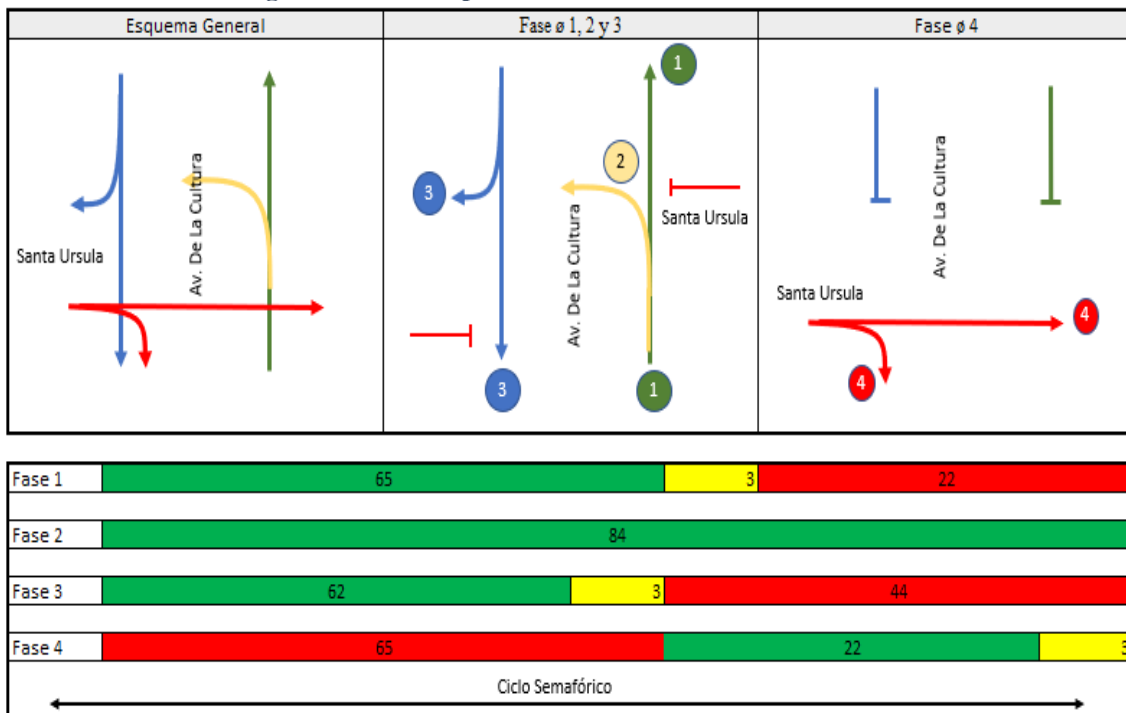 Esquema General
Fase ø 1, 2 y 3
Fase ø 4
Av. De La Cultura
Santa Ursula
1
2
3
Santa Ursula
Av. De La Cultura
3
1
Av. De La Cultura
Santa Ursula
4
4
Fase 1 65 3 22
Fase 2 84
Fase 3 62 3 44
Fase 4 65 22 3
Ciclo Semafórico